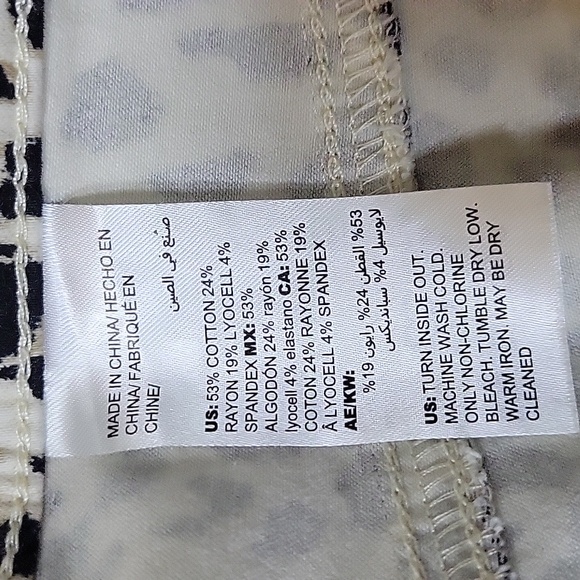 MADE IN CHINA/HECHO EN
CHINA/FABRIQUÉ EN
CHINE/
صنع في الصين
US: 53% COTTON 24%
RAYON 19% LYOCELL 4%
SPANDEX MX: 53%
ALGODÓN 24% rayón 19%
lyocell 4% elastano CA: 53%
COTON 24% RAYONNE 19%
À LYOCELL 4% SPANDEX
AE/KW: 53% القطن 24% رايون 19%
لايوسيل 4% سبانديكس
US: TURN INSIDE OUT.
MACHINE WASH COLD.
ONLY NON-CHLORINE
BLEACH. TUMBLE DRY LOW.
WARM IRON. MAY BE DRY
CLEANED